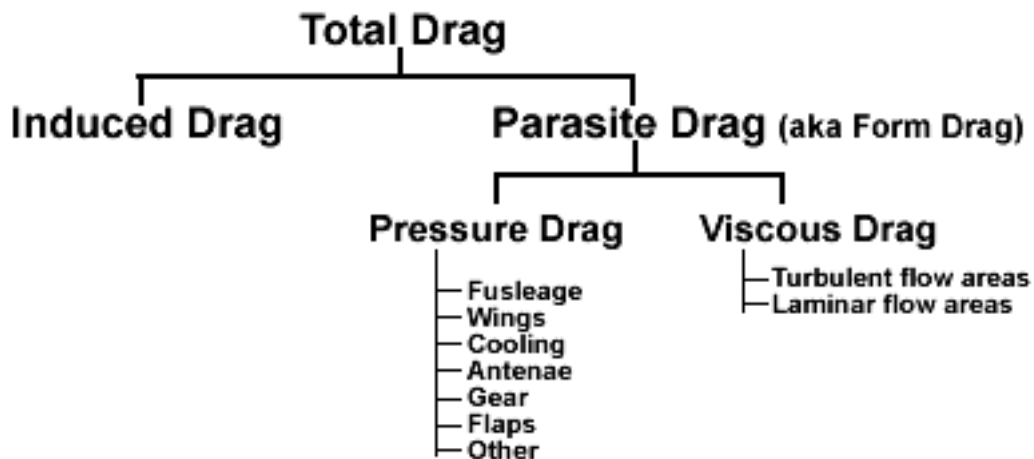 Total Drag
Induced Drag
Parasite Drag (aka Form Drag)
Pressure Drag
Viscous Drag
Fusleage
Wings
Cooling
Antenae
Gear
Flaps
Other
Turbulent flow areas
Laminar flow areas